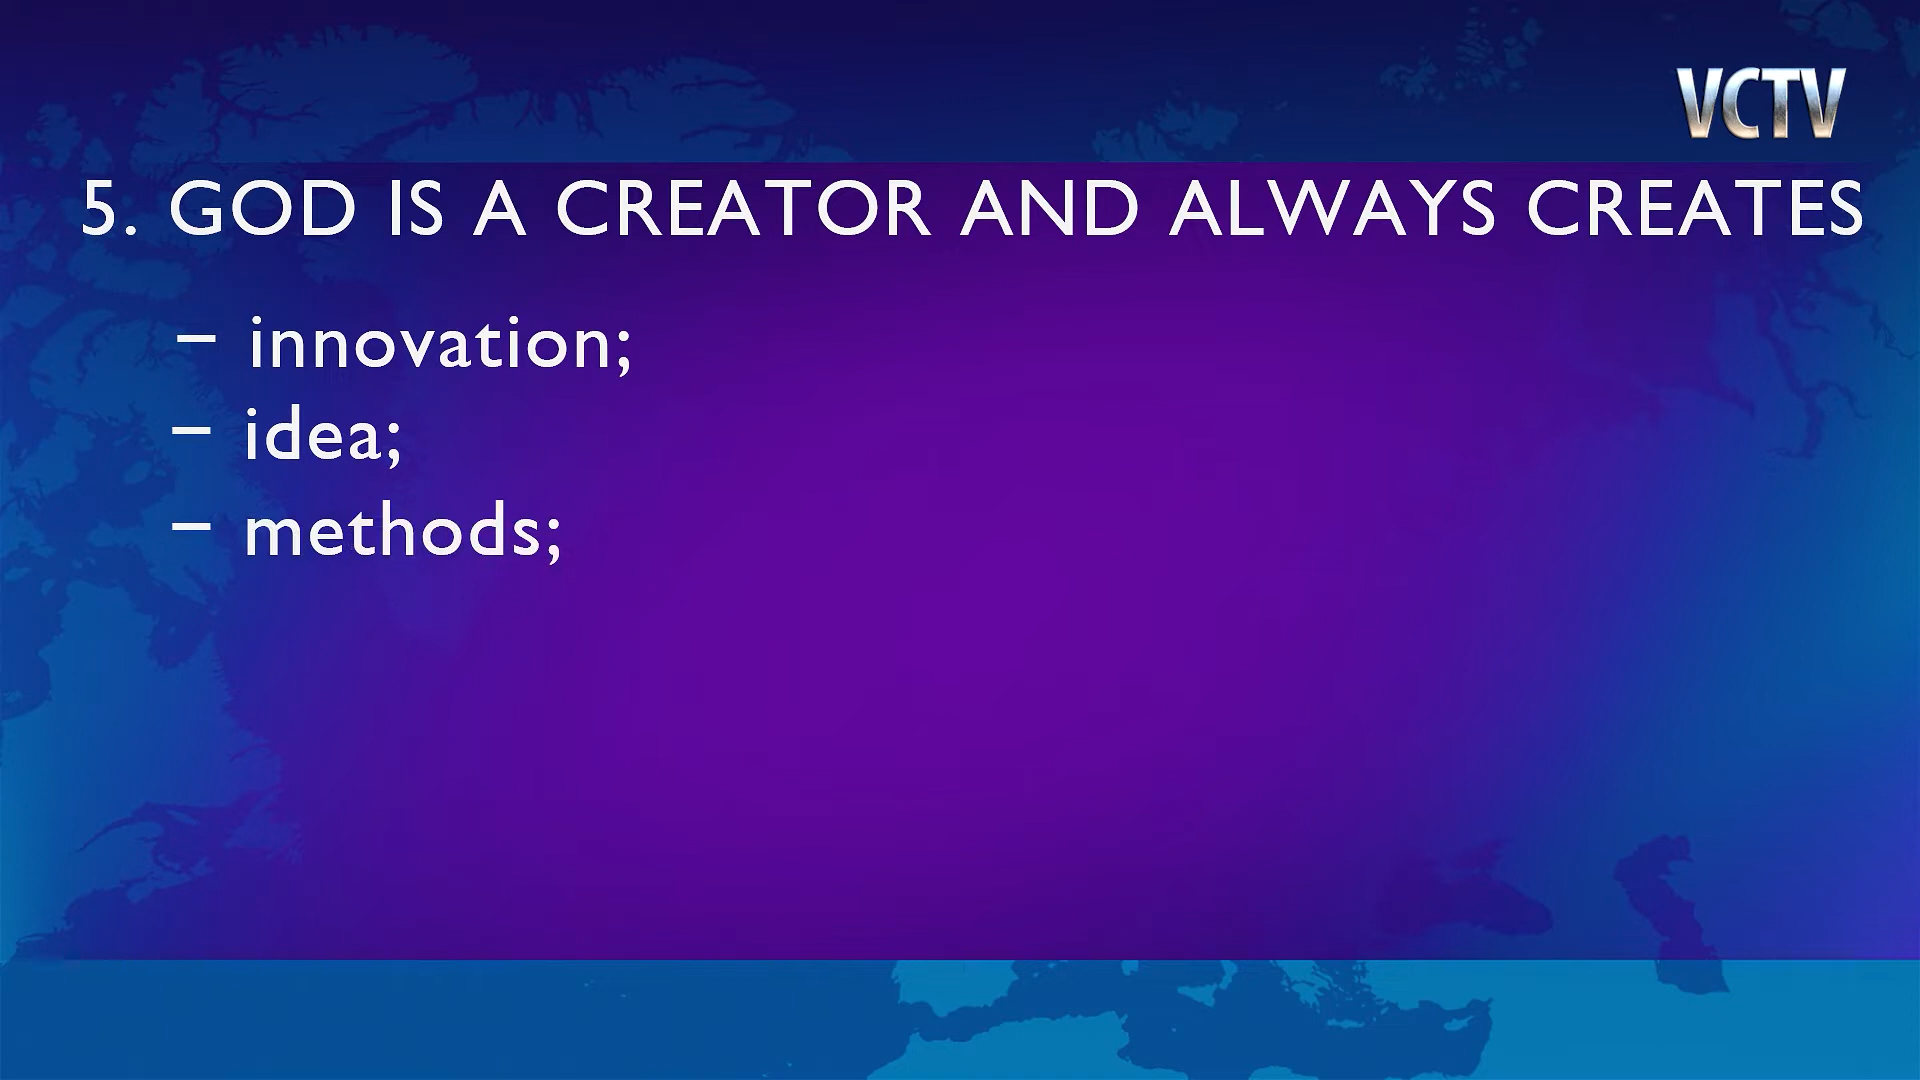 VCTV
5. GOD IS A CREATOR AND ALWAYS CREATES
– innovation;
– idea;
– methods;